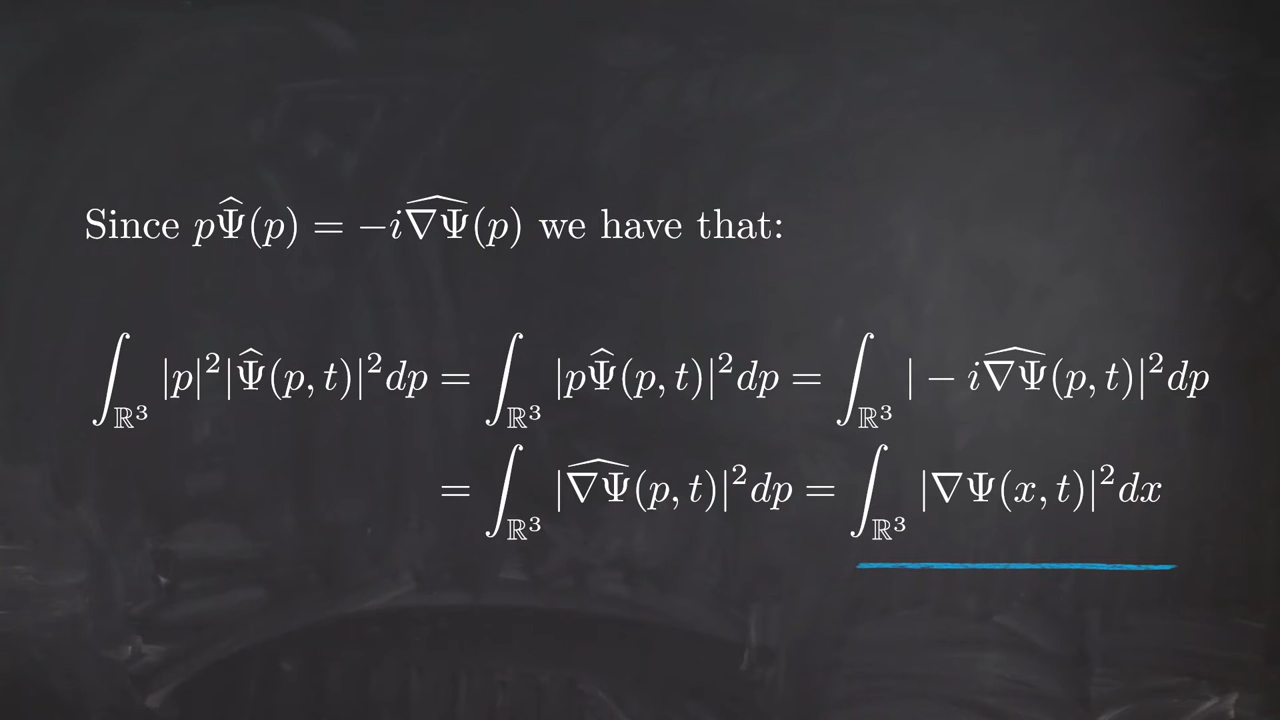 Since $p\widehat{\Psi}(p) = -i\widehat{\nabla\Psi}(p)$ we have that:
$\int_{\mathbb{R}^3} |p|^2|\widehat{\Psi}(p,t)|^2 dp = \int_{\mathbb{R}^3} |p\widehat{\Psi}(p,t)|^2 dp = \int_{\mathbb{R}^3} |-i\widehat{\nabla\Psi}(p,t)|^2 dp$
$= \int_{\mathbb{R}^3} |\widehat{\nabla\Psi}(p,t)|^2 dp = \int_{\mathbb{R}^3} |\nabla\Psi(x,t)|^2 dx$